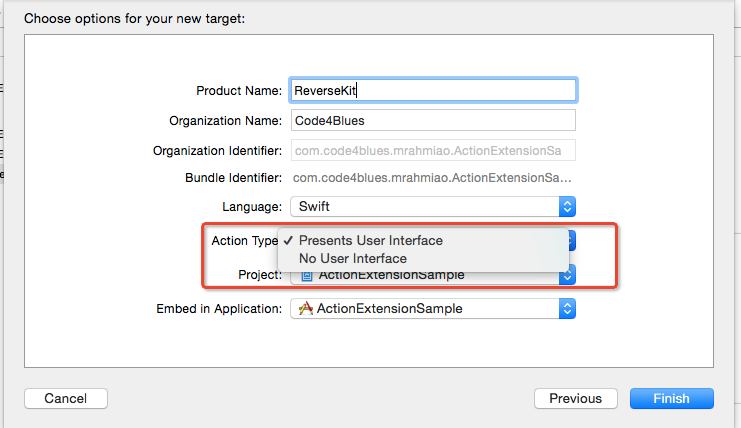 Choose options for your new target:
Product Name: ReverseKit
Organization Name: Code4Blues
Organization Identifier: com.code4blues.mrahmiao.ActionExtensionSa
Bundle Identifier: com.code4blues.mrahmiao.ActionExtensionSa...
Language: Swift
Action Type ✓ Presents User Interface
No User Interface
Project: ActionExtensionSample
Embed in Application: ActionExtensionSample
Cancel Previous Finish